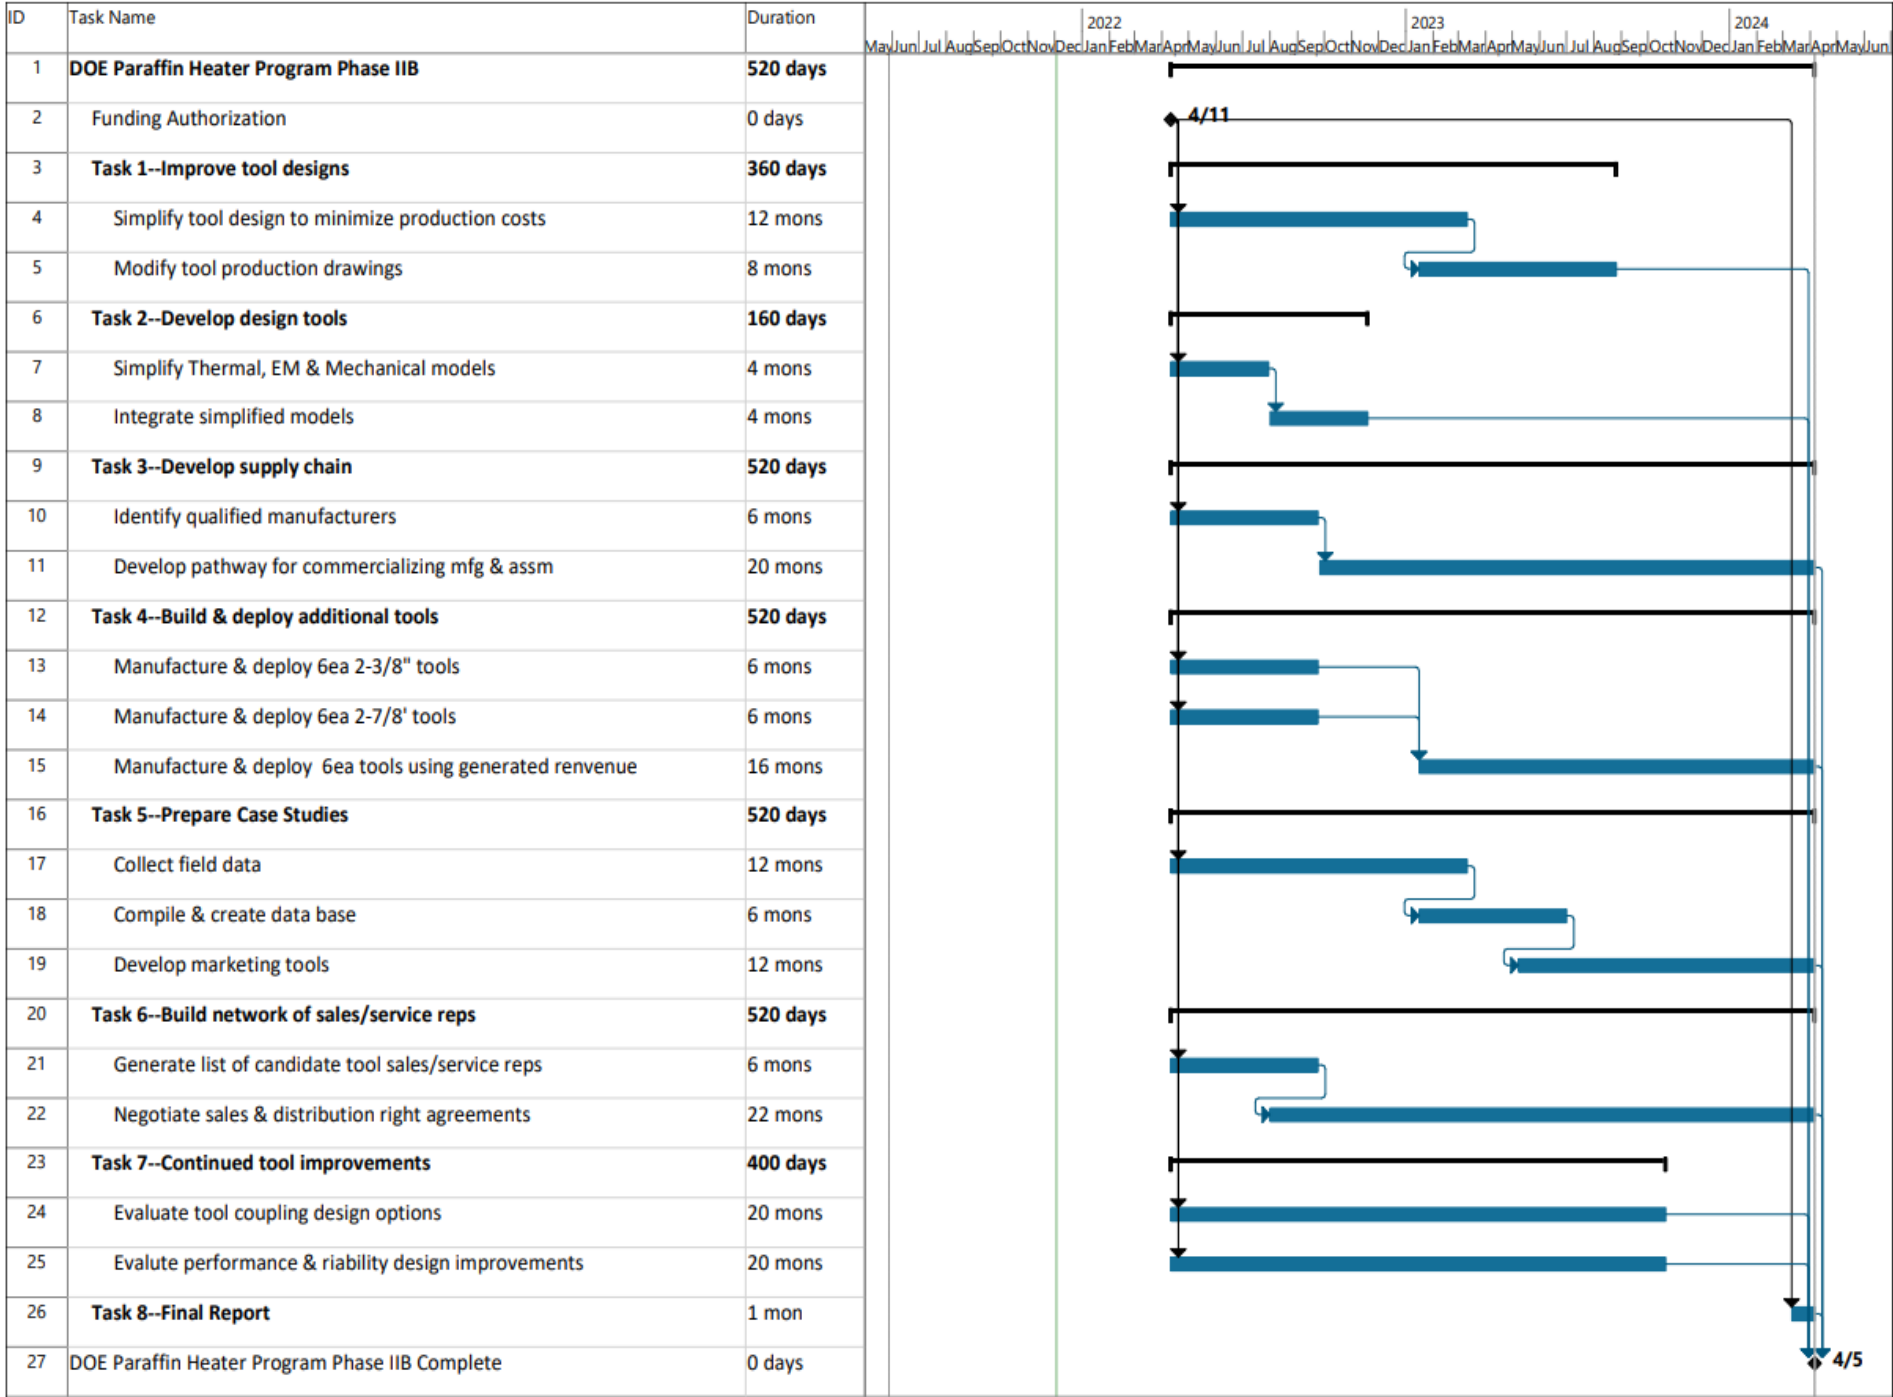 ID Task Name Duration
2022 2023 2024
May Jun Jul Aug Sep Oct Nov Dec Jan Feb Mar Apr May Jun Jul Aug Sep Oct Nov Dec Jan Feb Mar Apr May Jun Jul Aug Sep Oct Nov Dec Jan Feb Mar Apr May Jun
1 DOE Paraffin Heater Program Phase IIB 520 days
2 Funding Authorization 0 days 4/11
3 Task 1--Improve tool designs 360 days
4 Simplify tool design to minimize production costs 12 mons
5 Modify tool production drawings 8 mons
6 Task 2--Develop design tools 160 days
7 Simplify Thermal, EM & Mechanical models 4 mons
8 Integrate simplified models 4 mons
9 Task 3--Develop supply chain 520 days
10 Identify qualified manufacturers 6 mons
11 Develop pathway for commercializing mfg & assm 20 mons
12 Task 4--Build & deploy additional tools 520 days
13 Manufacture & deploy 6ea 2-3/8" tools 6 mons
14 Manufacture & deploy 6ea 2-7/8' tools 6 mons
15 Manufacture & deploy 6ea tools using generated renvenue 16 mons
16 Task 5--Prepare Case Studies 520 days
17 Collect field data 12 mons
18 Compile & create data base 6 mons
19 Develop marketing tools 12 mons
20 Task 6--Build network of sales/service reps 520 days
21 Generate list of candidate tool sales/service reps 6 mons
22 Negotiate sales & distribution right agreements 22 mons
23 Task 7--Continued tool improvements 400 days
24 Evaluate tool coupling design options 20 mons
25 Evalute performance & riability design improvements 20 mons
26 Task 8--Final Report 1 mon
27 DOE Paraffin Heater Program Phase IIB Complete 0 days 4/5